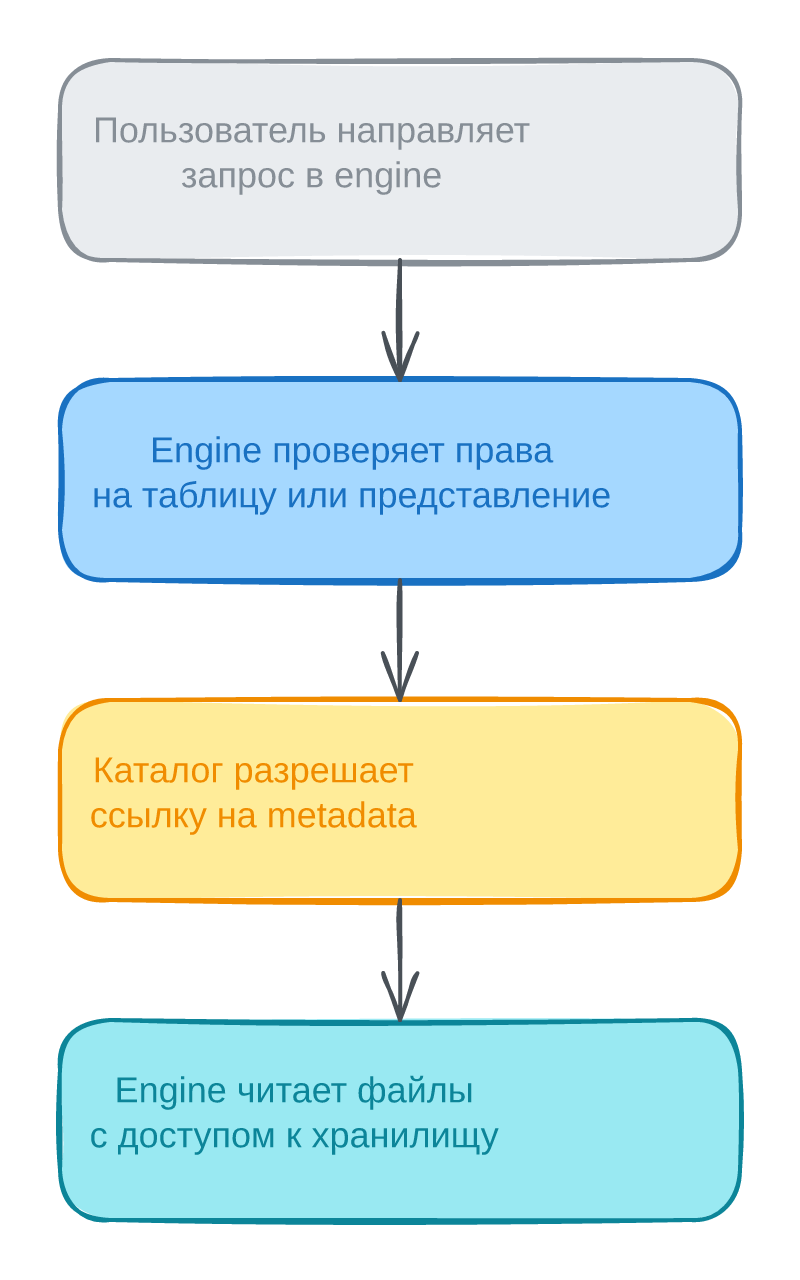 Пользователь направляет
запрос в engine
Engine проверяет права
на таблицу или представление
Каталог разрешает
ссылку на metadata
Engine читает файлы
с доступом к хранилищу